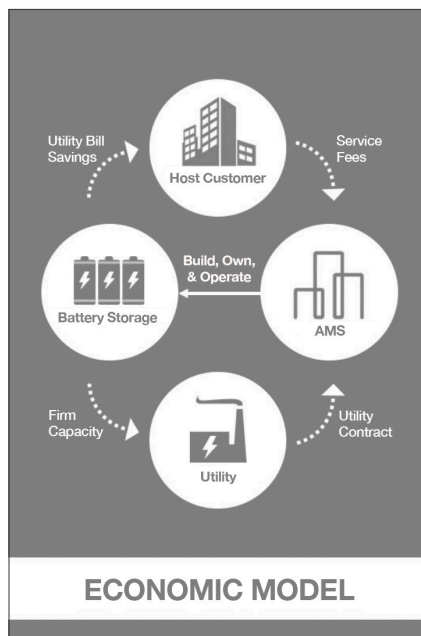 Utility Bill
Savings
Host Customer
Service
Fees
Battery Storage
Build, Own,
& Operate
AMS
Firm
Capacity
Utility
Utility
Contract
ECONOMIC MODEL